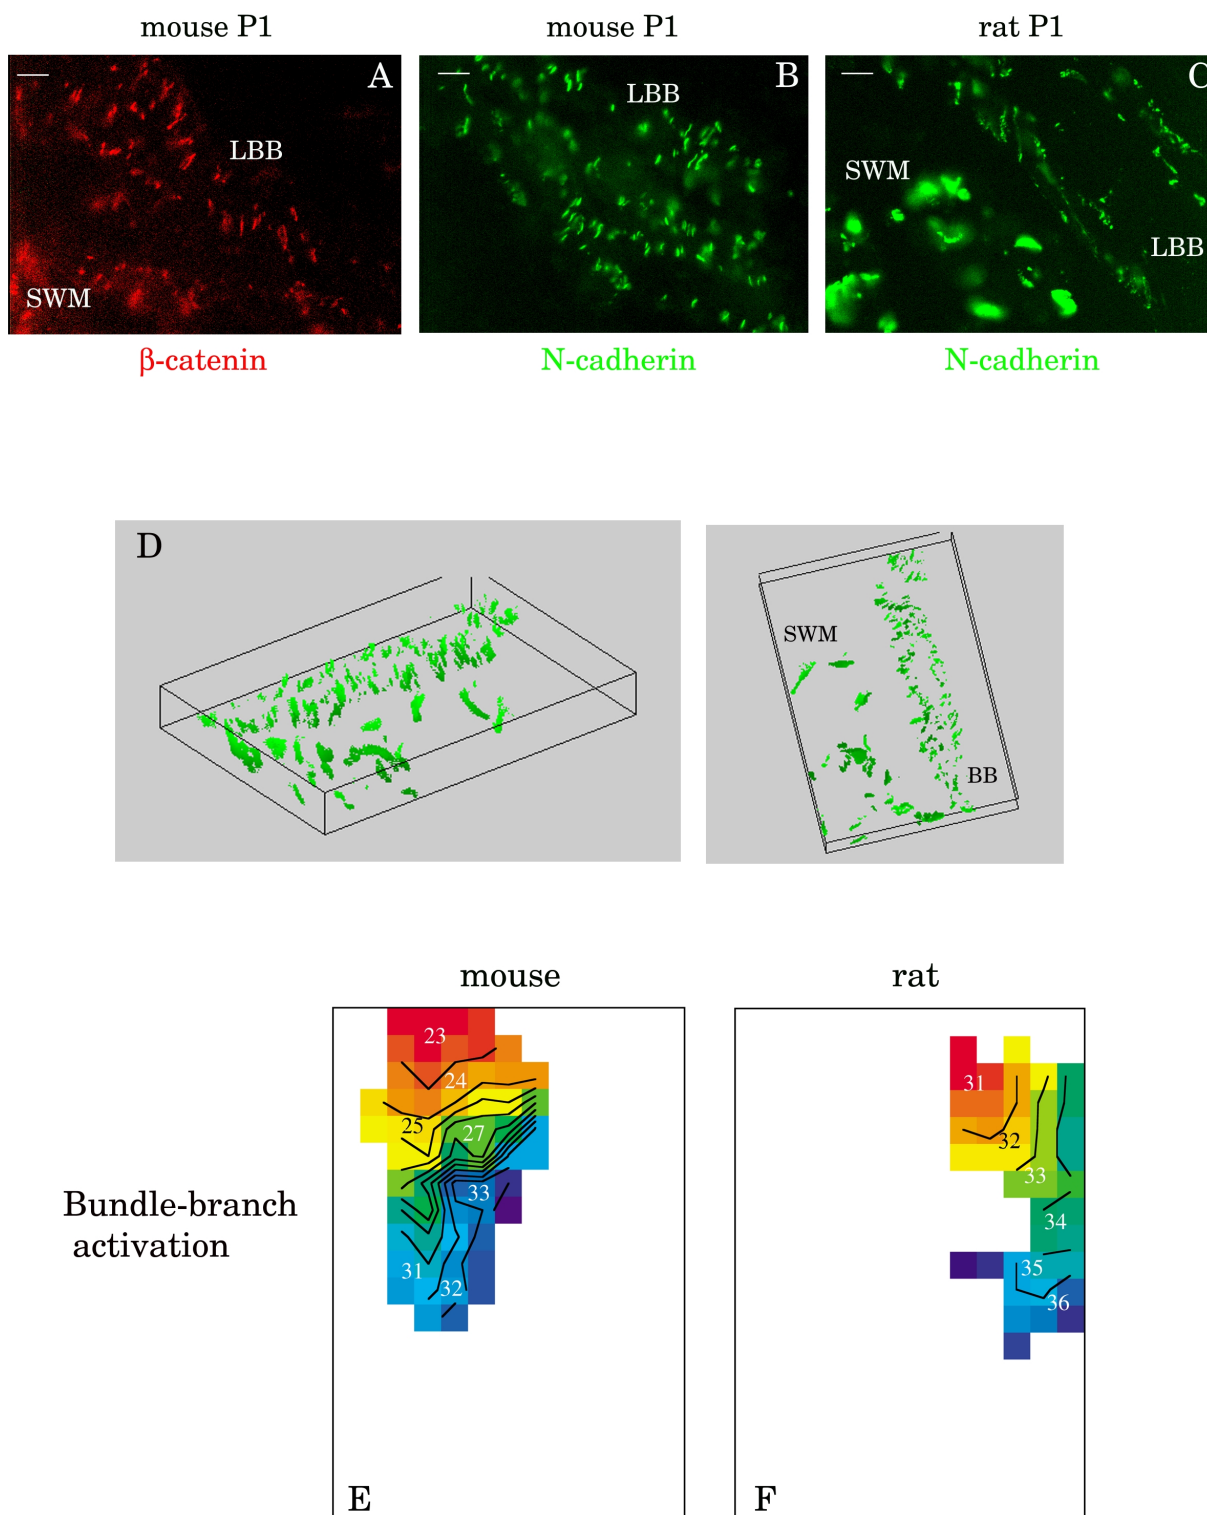 mouse P1
mouse P1
rat P1
A
LBB
SWM
B
LBB
C
SWM
LBB
β-catenin
N-cadherin
N-cadherin
D
SWM
BB
mouse
rat
23
24
25
27
33
31
32
31
32
33
34
35
36
Bundle-branch
activation
E
F